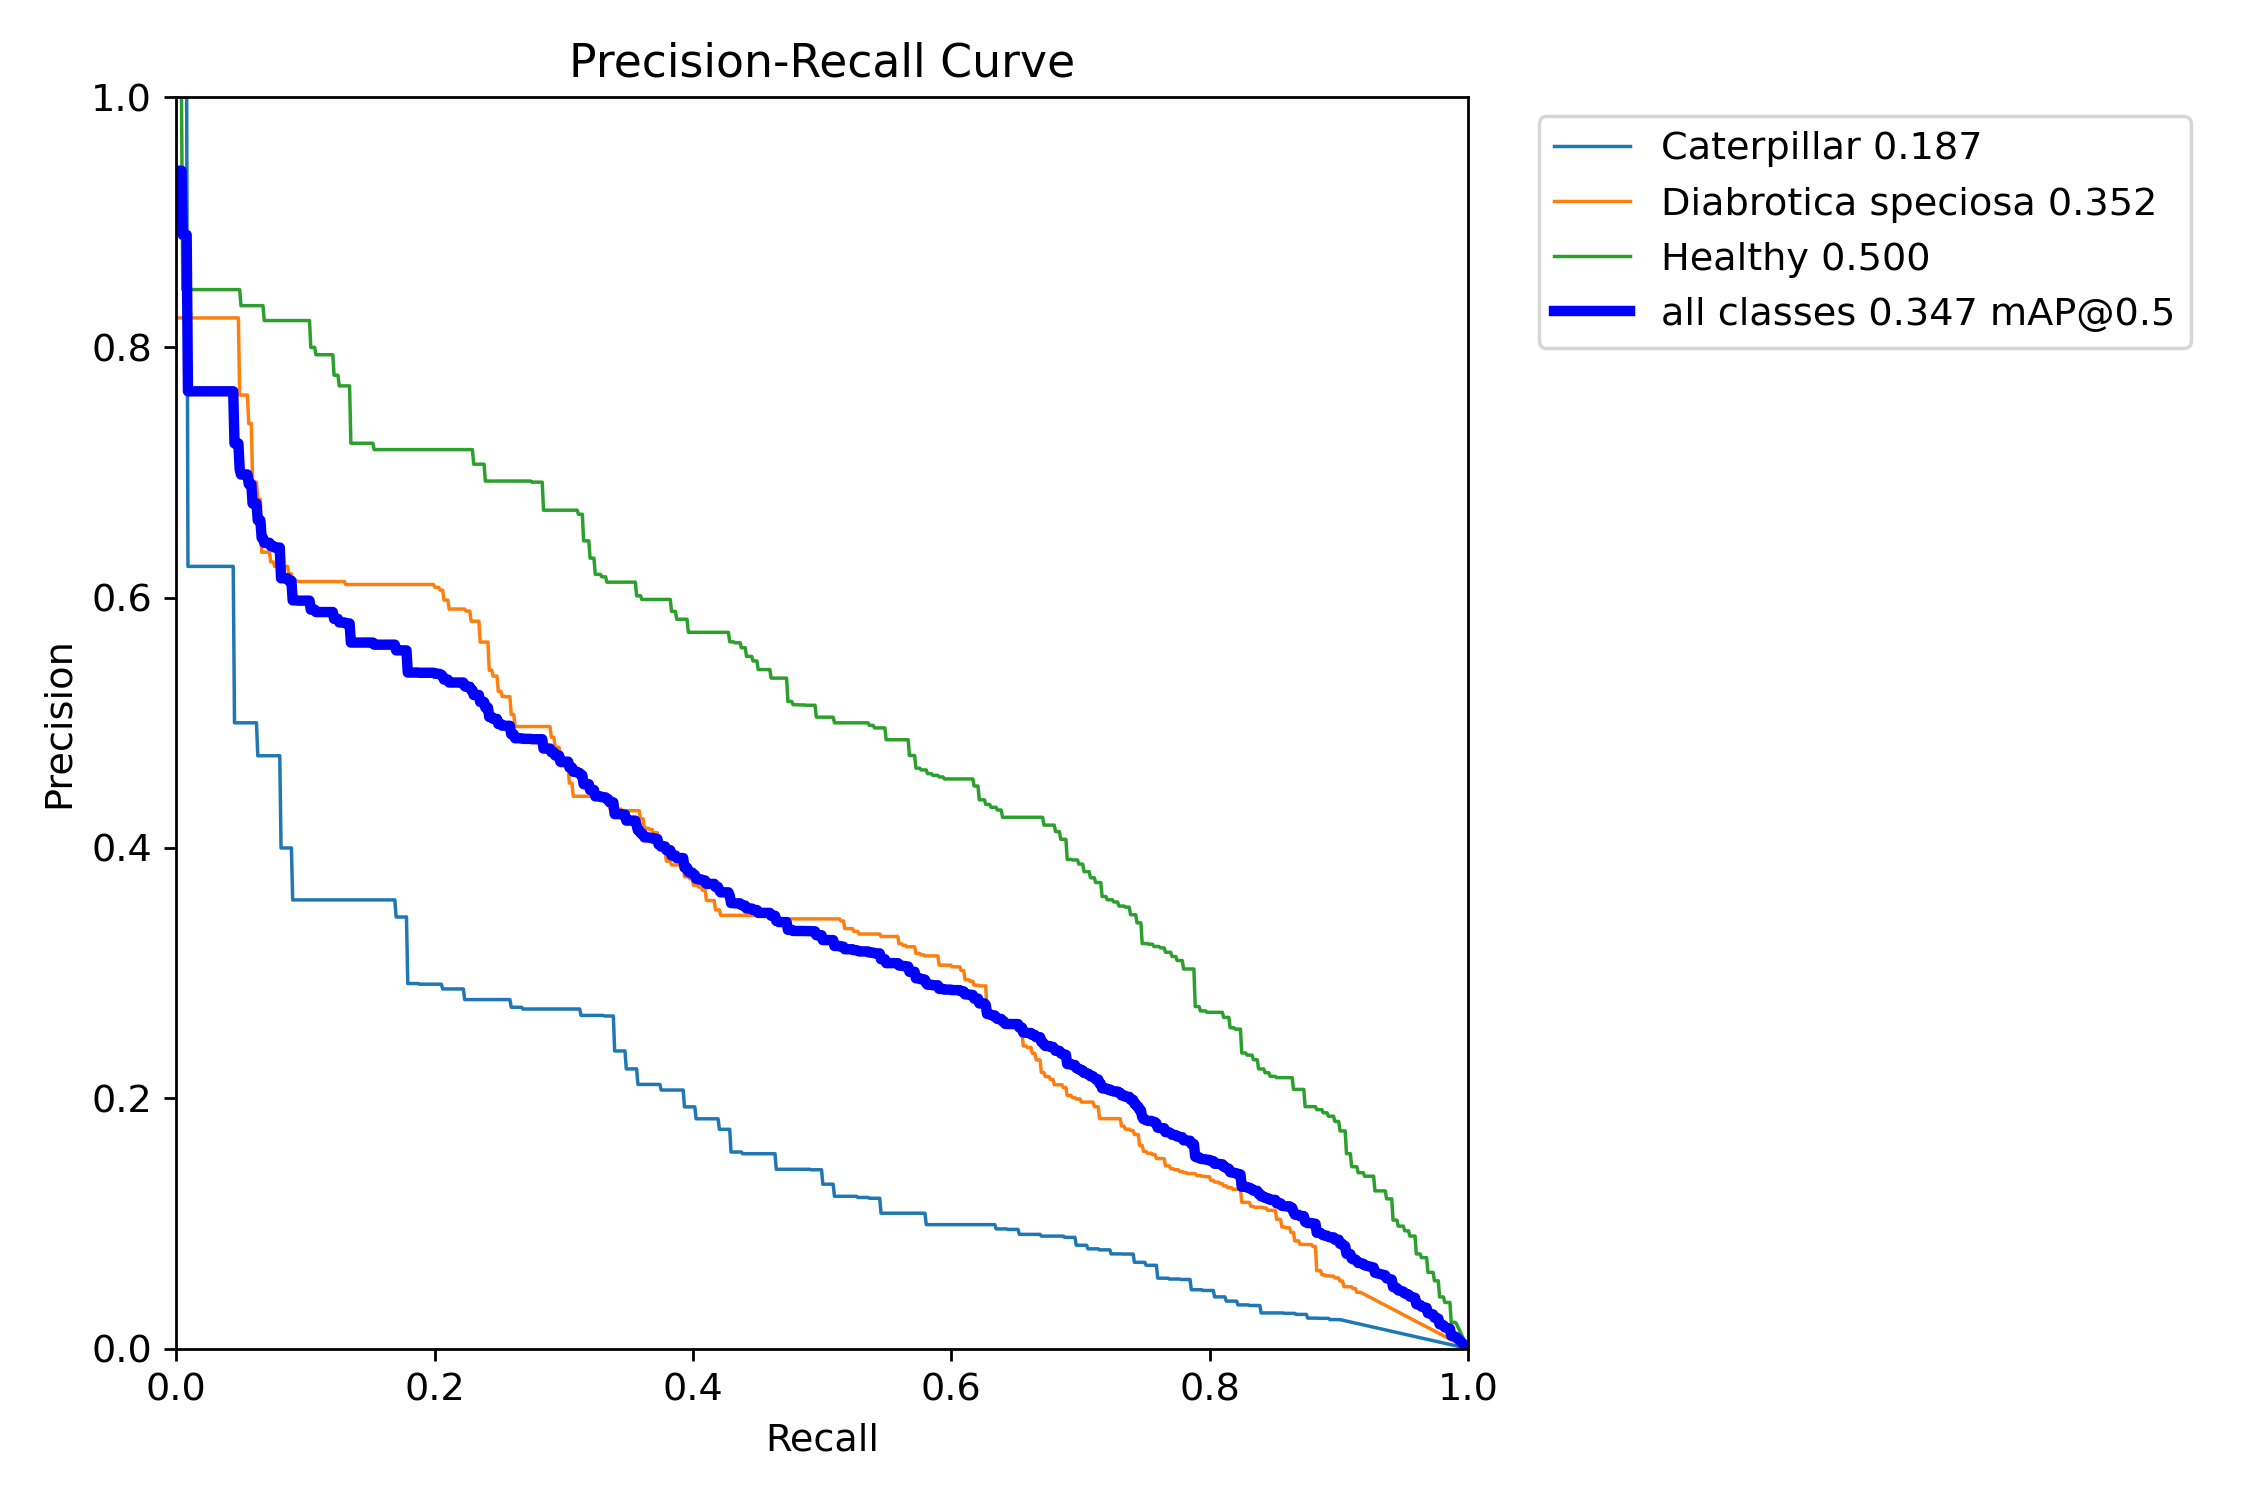 Precision-Recall Curve
1.0
0.8
0.6
0.4
0.2
0.0
Precision
0.0 0.2 0.4 0.6 0.8 1.0
Recall
Caterpillar 0.187
Diabrotica speciosa 0.352
Healthy 0.500
all classes 0.347 mAP@0.5